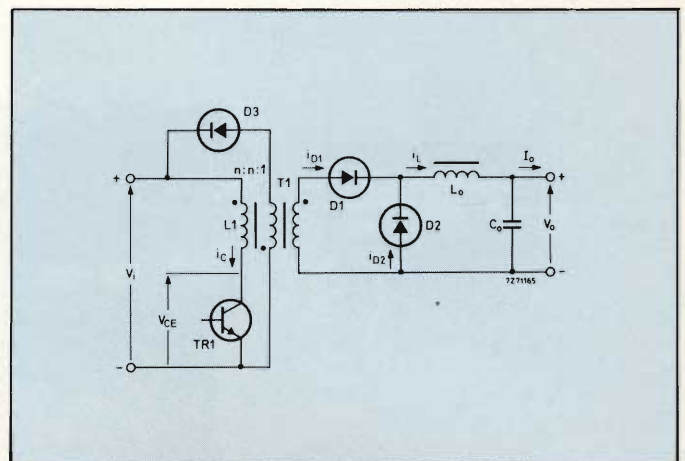 D3
n:n:1
T1
iD1
iL
Io
+
L1
D1
Lo
+
Vi
iC
D2
Co
Vo
iD2
VCE
7Z71165
-
TR1
-